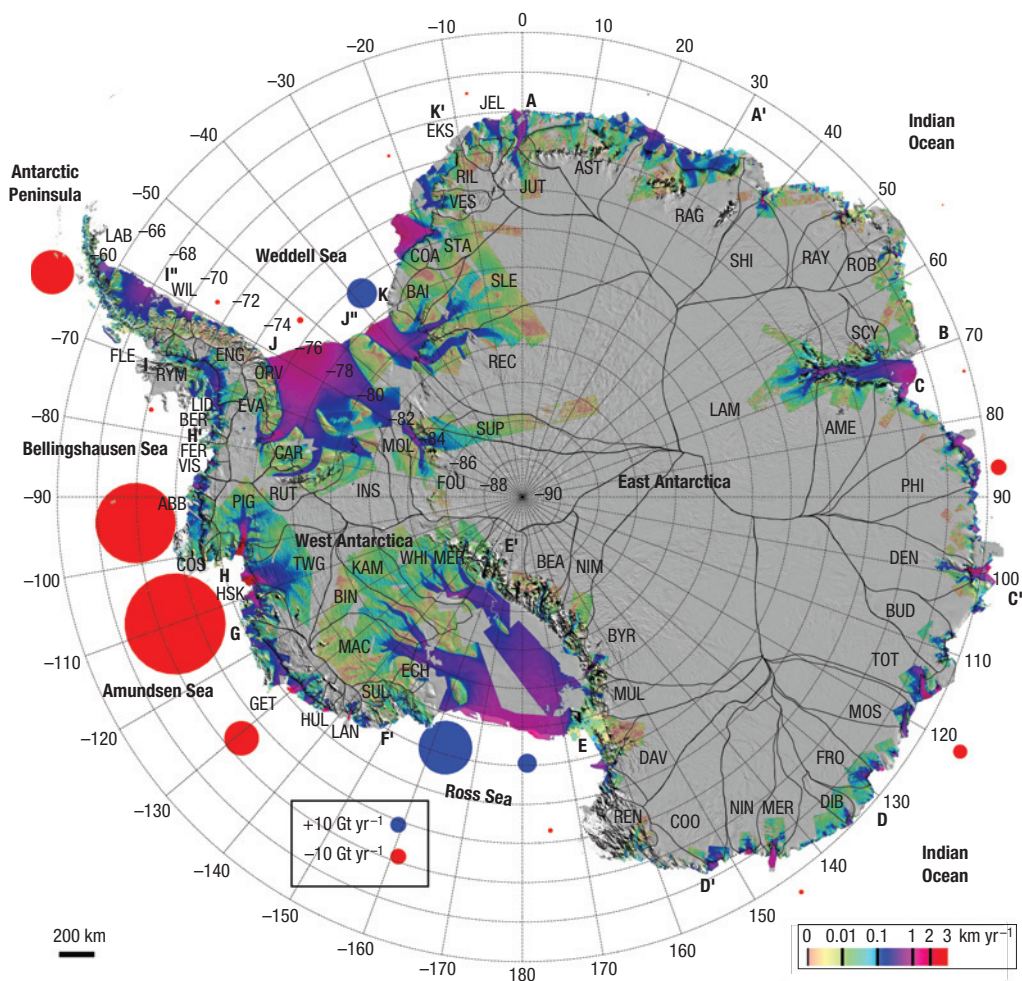 0
10
20
30
40
50
60
70
80
90
100
110
120
130
140
150
160
170
180
–170
–160
–150
–140
–130
–120
–110
–100
–90
–80
–70
–60
–50
–40
–30
–20
–10
–66
–68
–70
–72
–74
–76
–78
–80
–82
–84
–86
–88
–90
Indian
Ocean
Antarctic
Peninsula
Weddell Sea
Bellingshausen Sea
Amundsen Sea
Ross Sea
Indian
Ocean
East Antarctica
West Antarctica
A
A'
B
C
C'
D
D'
E
E'
F'
G
H
H'
I
I"
J
J"
K
K'
JEL
EKS
RIL
VES
JUT
AST
RAG
SHI
RAY
ROB
SCY
LAM
AME
PHI
DEN
BUD
TOT
MOS
FRO
DIB
MER
NIN
COO
REN
DAV
MUL
BYR
NIM
BEA
MER
WHI
KAM
BIN
MAC
ECH
SUL
LAN
HUL
GET
HSK
TWG
COS
PIG
ABB
VIS
FER
BER
LID
RYM
FLE
LAB
WIL
ENG
ORV
EVA
CAR
RUT
INS
FOU
MOL
SUP
REC
SLE
BAI
COA
STA
+10 Gt yr⁻¹
–10 Gt yr⁻¹
200 km
0 0.01 0.1 1 2 3 km yr⁻¹